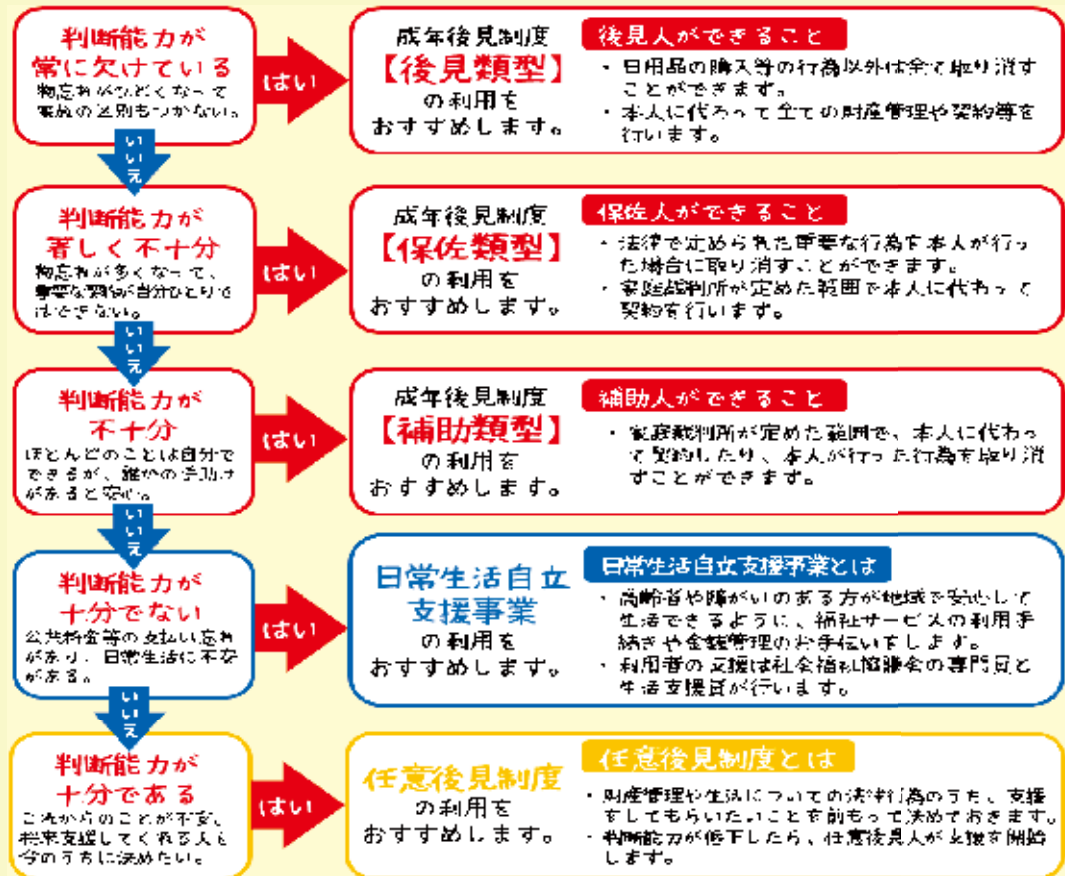 判断能力が
常に欠けている
物忘れがひどくなって
家族の区別もつかない。
はい
成年後見制度
【後見類型】
の利用を
おすすめします。
後見人ができること
・日用品の購入等の行為以外は全て取り消す
ことができます。
・本人に代わって全ての財産管理や契約等を
行います。
いいえ
判断能力が
著しく不十分
物忘れが多くなって、
重要な契約が自分ひとりで
はできない。
はい
成年後見制度
【保佐類型】
の利用を
おすすめします。
保佐人ができること
・法律で定められた重要な行為を本人が行っ
た場合に取り消すことができます。
・家庭裁判所が定めた範囲で本人に代わって
契約を行います。
いいえ
判断能力が
不十分
ほとんどのことは自分で
できるが、誰かの手助け
があると安心。
はい
成年後見制度
【補助類型】
の利用を
おすすめします。
補助人ができること
・家庭裁判所が定めた範囲で、本人に代わっ
て契約したり、本人が行った行為を取り消
すことができます。
いいえ
判断能力が
十分でない
公共料金等の支払い忘れ
があり、日常生活に不安
がある。
はい
日常生活自立
支援事業
の利用を
おすすめします。
日常生活自立支援事業とは
・高齢者や障がいのある方が地域で安心して
生活できるように、福祉サービスの利用手
続きや金銭管理のお手伝いをします。
・利用者の支援は社会福祉協議会の専門員と
生活支援員が行います。
いいえ
判断能力が
十分である
これからのことが不安、
将来支援してくれる人を
今のうちに決めたい。
はい
任意後見制度
の利用を
おすすめします。
任意後見制度とは
・財産管理や生活についての法律行為のうち、支援
をしてもらいたいことを前もって決めておきます。
・判断能力が低下したら、任意後見人が支援を開始
します。